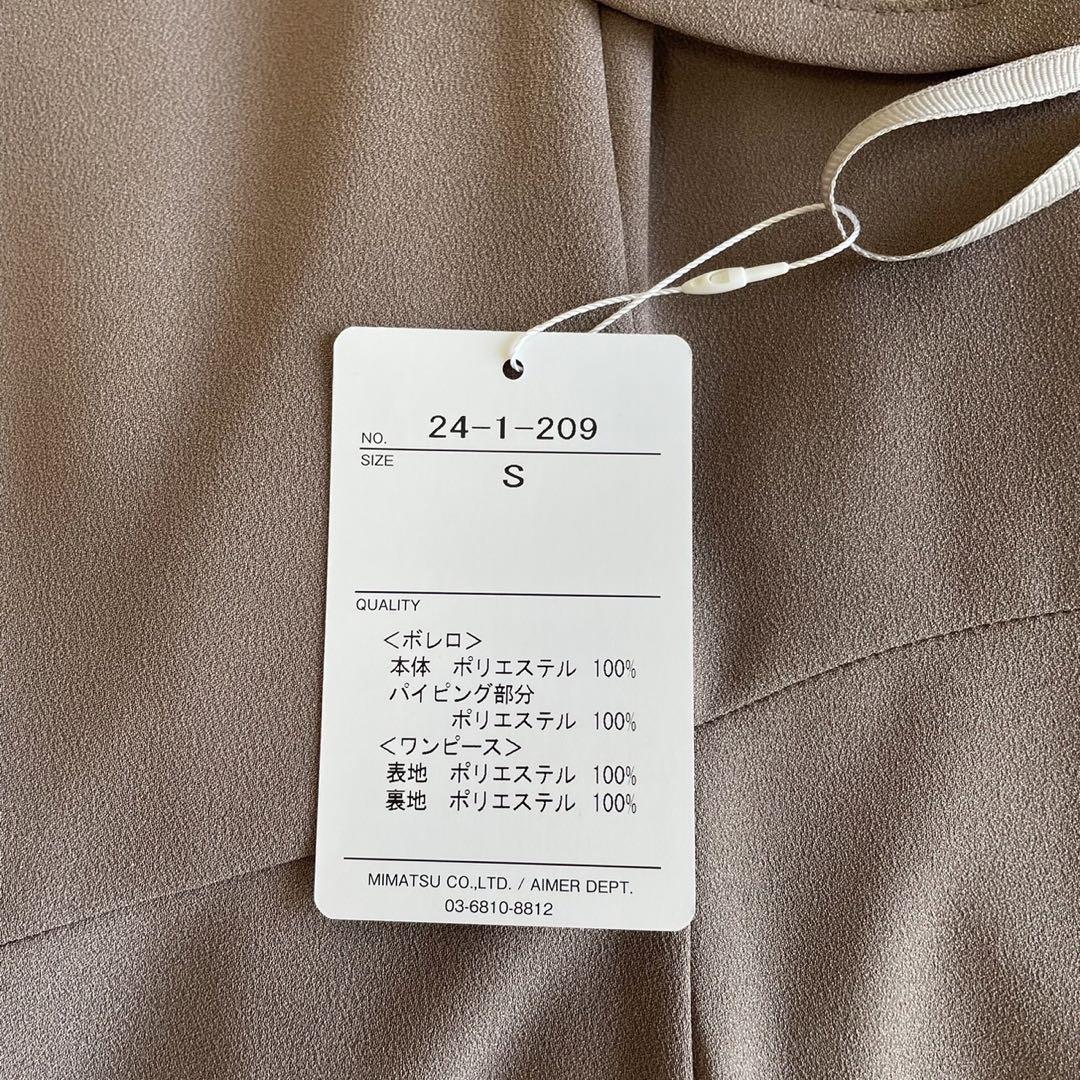 NO. 24-1-209
SIZE
S
QUALITY
＜ボレロ＞
本体 ポリエステル 100%
パイピング部分
ポリエステル 100%
＜ワンピース＞
表地 ポリエステル 100%
裏地 ポリエステル 100%
MIMATSU CO.,LTD. / AIMER DEPT.
03-6810-8812